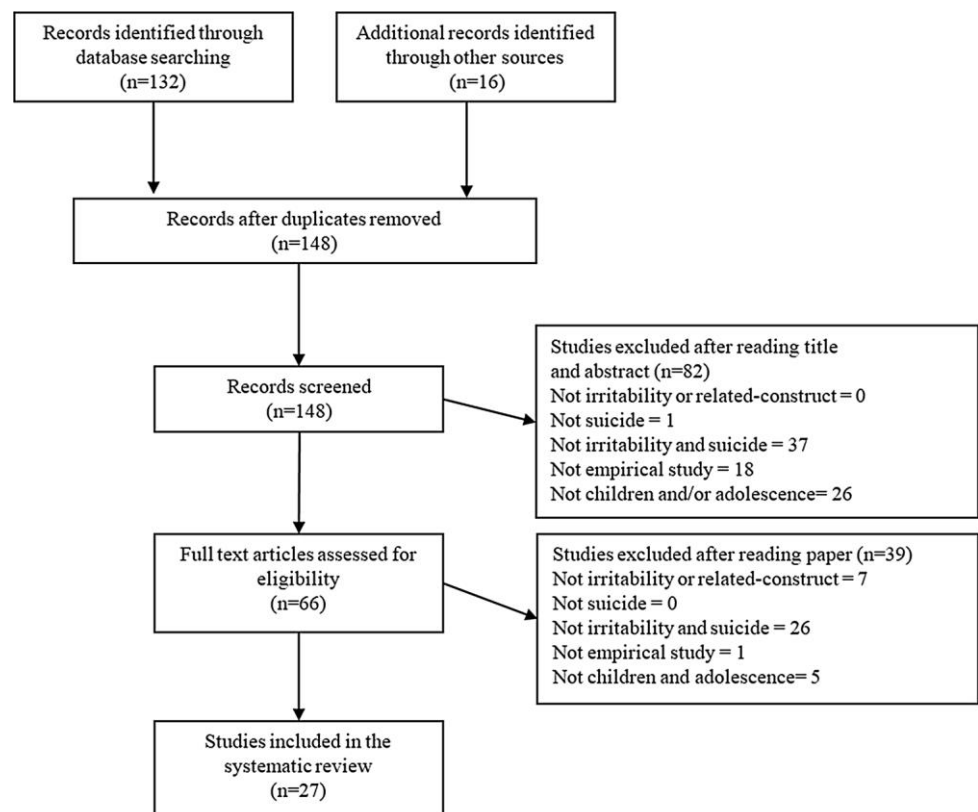 Records identified through
database searching
(n=132)
Additional records identified
through other sources
(n=16)
Records after duplicates removed
(n=148)
Records screened
(n=148)
Studies excluded after reading title
and abstract (n=82)
Not irritability or related-construct = 0
Not suicide = 1
Not irritability and suicide = 37
Not empirical study = 18
Not children and/or adolescence= 26
Full text articles assessed for
eligibility
(n=66)
Studies excluded after reading paper (n=39)
Not irritability or related-construct = 7
Not suicide = 0
Not irritability and suicide = 26
Not empirical study = 1
Not children and adolescence= 5
Studies included in the
systematic review
(n=27)